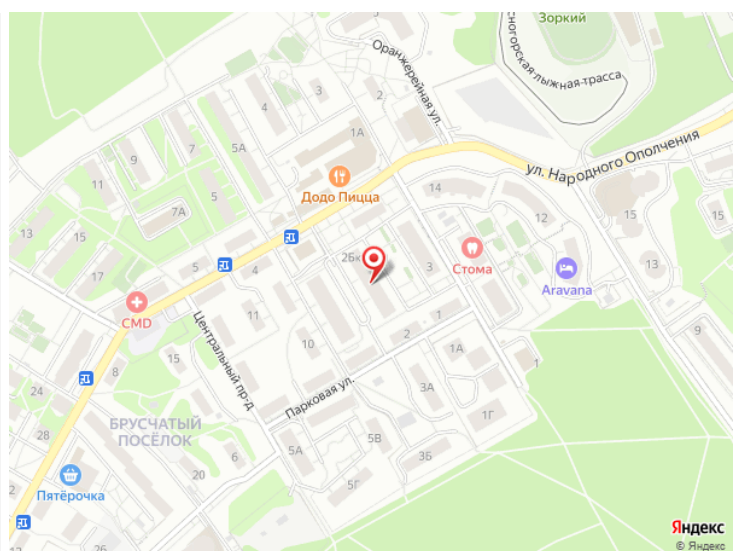 Зоркий
сногорская-лыжная-трасса
Оранжерейная ул.
3
4
1А
ул. Народного Ополчения
9
7
5А
11
5
7А
13
Додо Пицца
14
12
15
15
13
2Бк
3
Стома
Aravana
5
4
CMD
11
Центральный пр-д
10
1
2
1А
1
9
15
8
24
28
Парковая ул.
3А
1Г
БРУСЧАТЫЙ
ПОСЁЛОК
6
20
5А
5В
3Б
5Г
Пятёрочка
26
Яндекс
© Яндекс